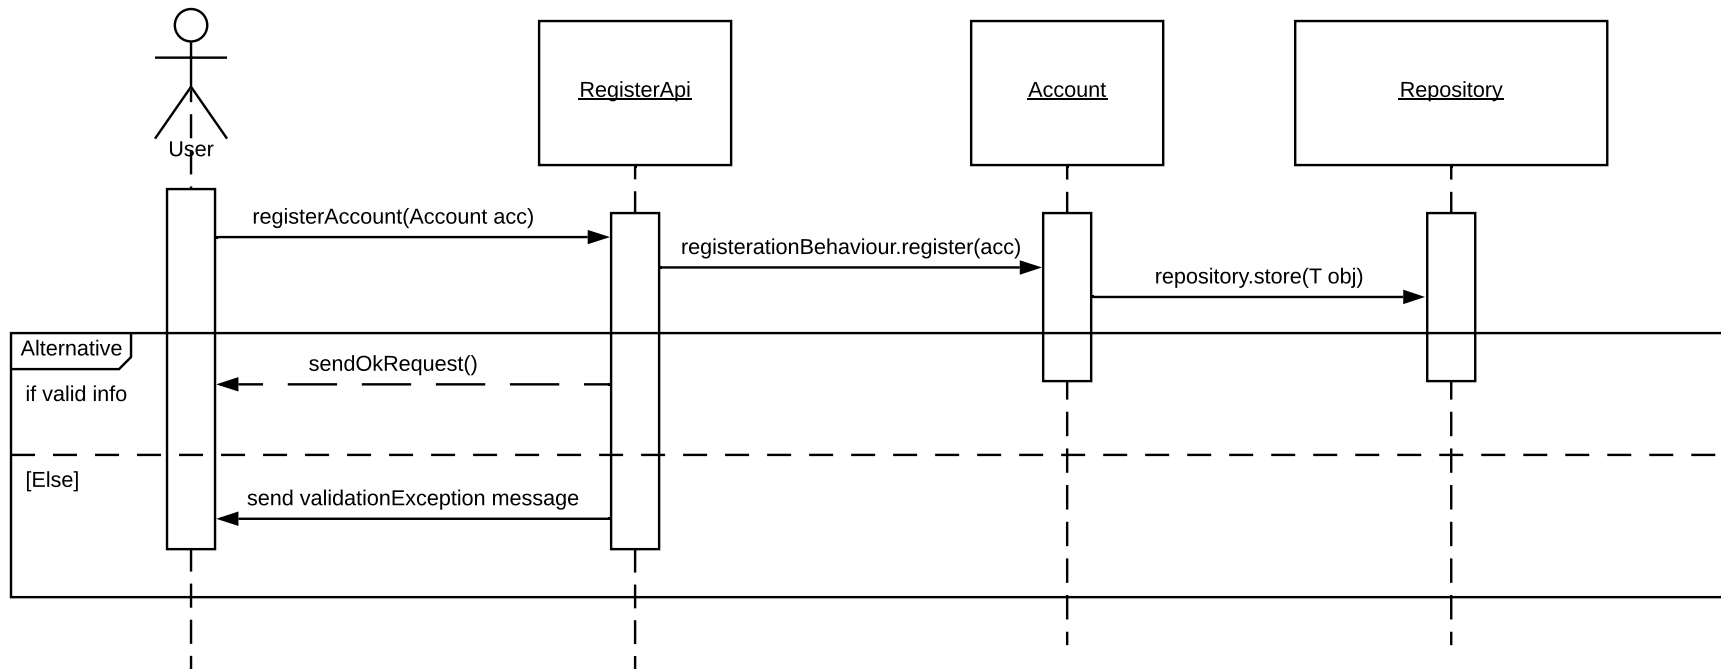 User
RegisterApi
Account
Repository
registerAccount(Account acc)
registerationBehaviour.register(acc)
repository.store(T obj)
Alternative
sendOkRequest()
if valid info
[Else]
send validationException message